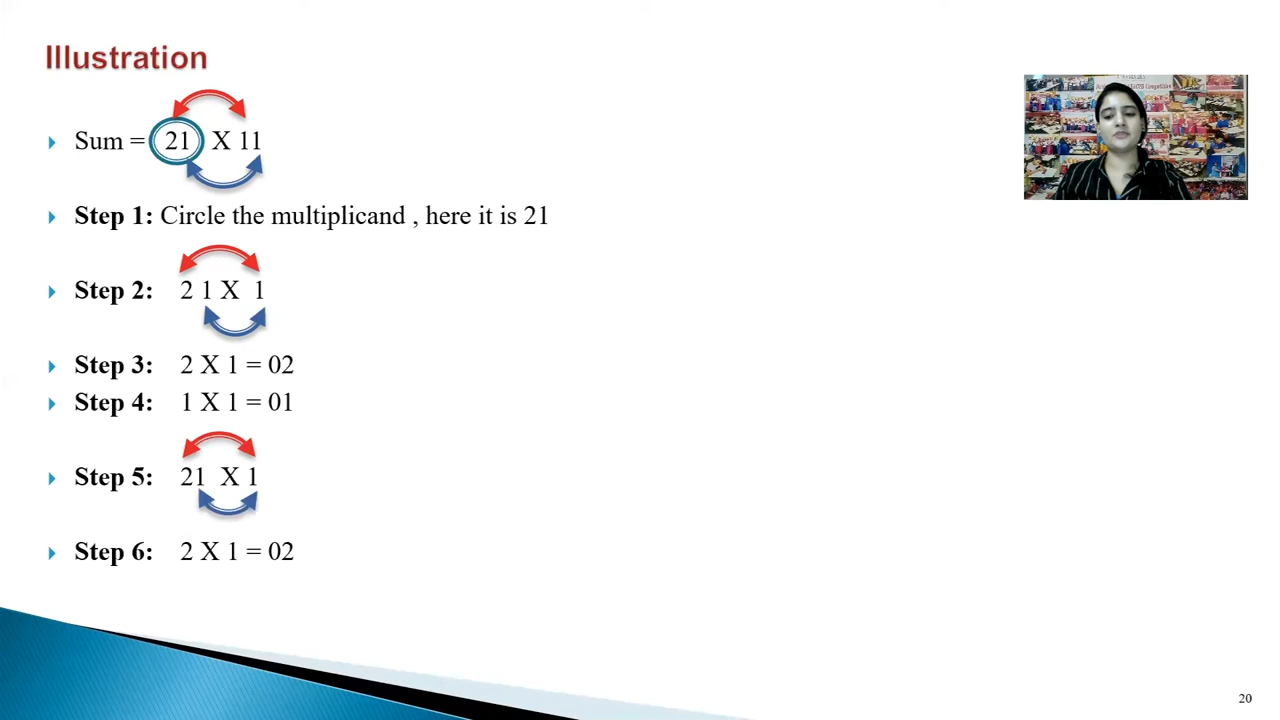 Illustration
Sum = 21 X 11
Step 1: Circle the multiplicand , here it is 21
Step 2: 2 1 X 1
Step 3: 2 X 1 = 02
Step 4: 1 X 1 = 01
Step 5: 21 X 1
Step 6: 2 X 1 = 02
20